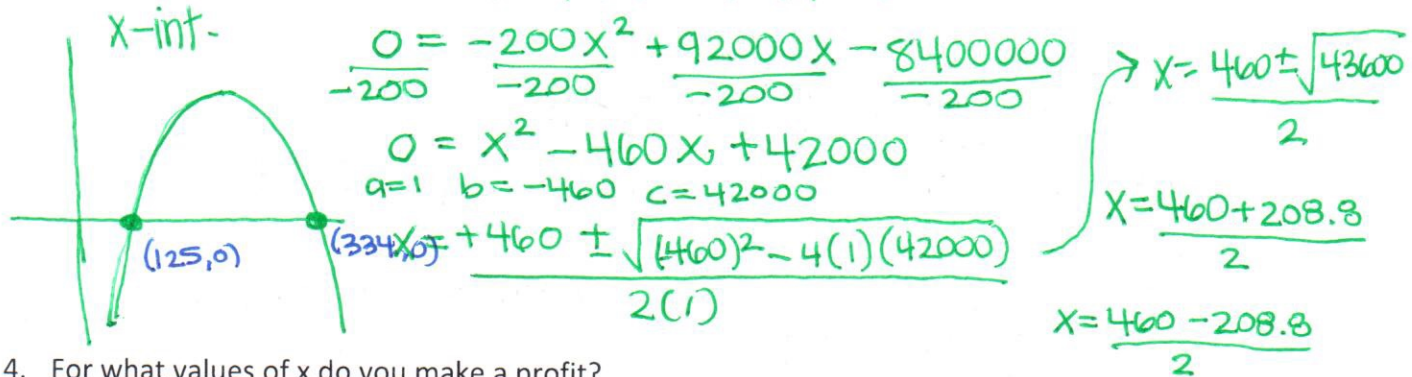 x-int.
0 = -200x² + 92000x - 8400000
-200 -200 -200 -200
0 = x² - 460x + 42000
a=1 b=-460 c=42000
(125,0)
(334,0)
x = +460 ± √(-460)² - 4(1)(42000)
2(1)
x = 460 ± √43600
2
x = 460 + 208.8
2
x = 460 - 208.8
2
4. For what values of x do you make a profit?